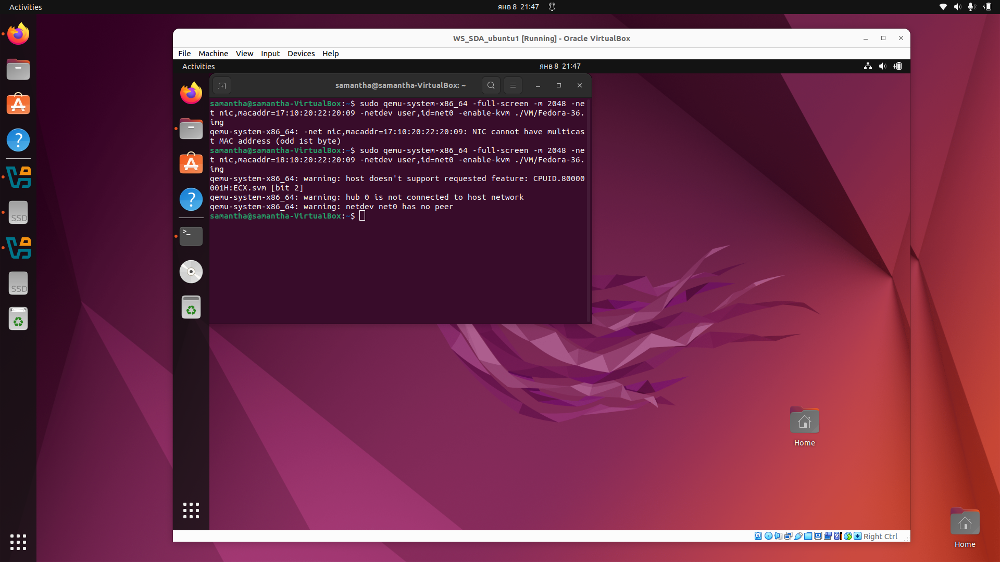 Activities
янв 8 21:47
WS_SDA_ubuntu1 [Running] - Oracle VirtualBox
File Machine View Input Devices Help
Activities
янв 8 21:47
samantha@samantha-VirtualBox: ~
samantha@samantha-VirtualBox:~$ sudo qemu-system-x86_64 -full-screen -m 2048 -ne
t nic,macaddr=17:10:20:22:20:09 -netdev user,id=net0 -enable-kvm ./VM/Fedora-36.
img
qemu-system-x86_64: -net nic,macaddr=17:10:20:22:20:09: NIC cannot have multicas
t MAC address (odd 1st byte)
samantha@samantha-VirtualBox:~$ sudo qemu-system-x86_64 -full-screen -m 2048 -ne
t nic,macaddr=18:10:20:22:20:09 -netdev user,id=net0 -enable-kvm ./VM/Fedora-36.
img
qemu-system-x86_64: warning: host doesn't support requested feature: CPUID.80000
001H:ECX.svm [bit 2]
qemu-system-x86_64: warning: hub 0 is not connected to host network
qemu-system-x86_64: warning: netdev net0 has no peer
samantha@samantha-VirtualBox:~$
SSD
SSD
Home
Right Ctrl
Home